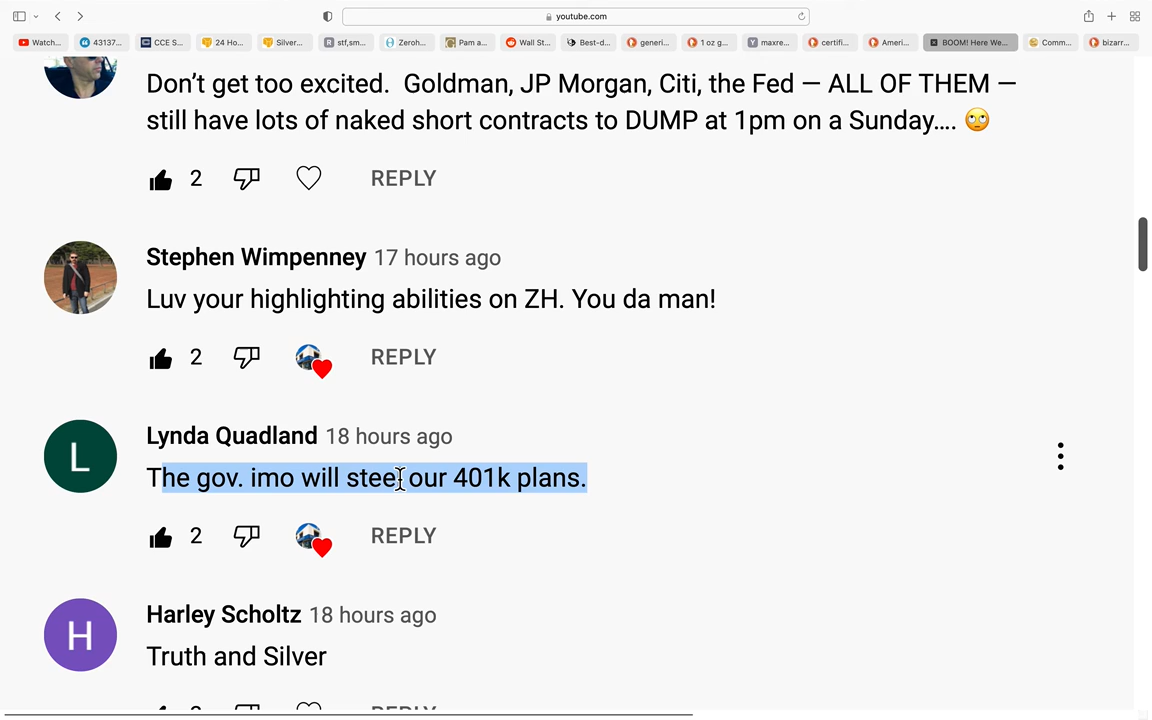 youtube.com
Watch...
43137...
CCE S...
24 Ho...
Silver...
stf,sm...
Zeroh...
Pam a...
Wall St...
Best-d...
generi...
1 oz g...
maxre...
certifi...
Ameri...
BOOM! Here We...
Comm...
bizarr...
Don't get too excited.  Goldman, JP Morgan, Citi, the Fed — ALL OF THEM —
still have lots of naked short contracts to DUMP at 1pm on a Sunday.... 🙄
2 REPLY
Stephen Wimpenney 17 hours ago
Luv your highlighting abilities on ZH. You da man!
2 REPLY
L
Lynda Quadland 18 hours ago
The gov. imo will steel our 401k plans.
2 REPLY
H
Harley Scholtz 18 hours ago
Truth and Silver